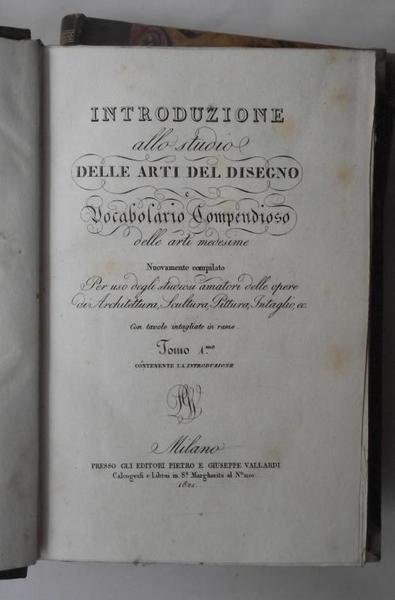 INTRODUZIONE
allo studio
DELLE ARTI DEL DISEGNO
e
Vocabolario Compendioso
delle arti medesime
Nuovamente compilato
Per uso degli studiosi amatori delle opere
di Architettura, Scultura, Pittura, Intaglio, ec.
Con tavole intagliate in rame.
Tomo 1.mo
CONTENENTE LA INTRODUZIONE
Milano
PRESSO GLI EDITORI PIETRO E GIUSEPPE VALLARDI
Calcografi e Librai in S.ta Margherita al N.o 1101
1821.